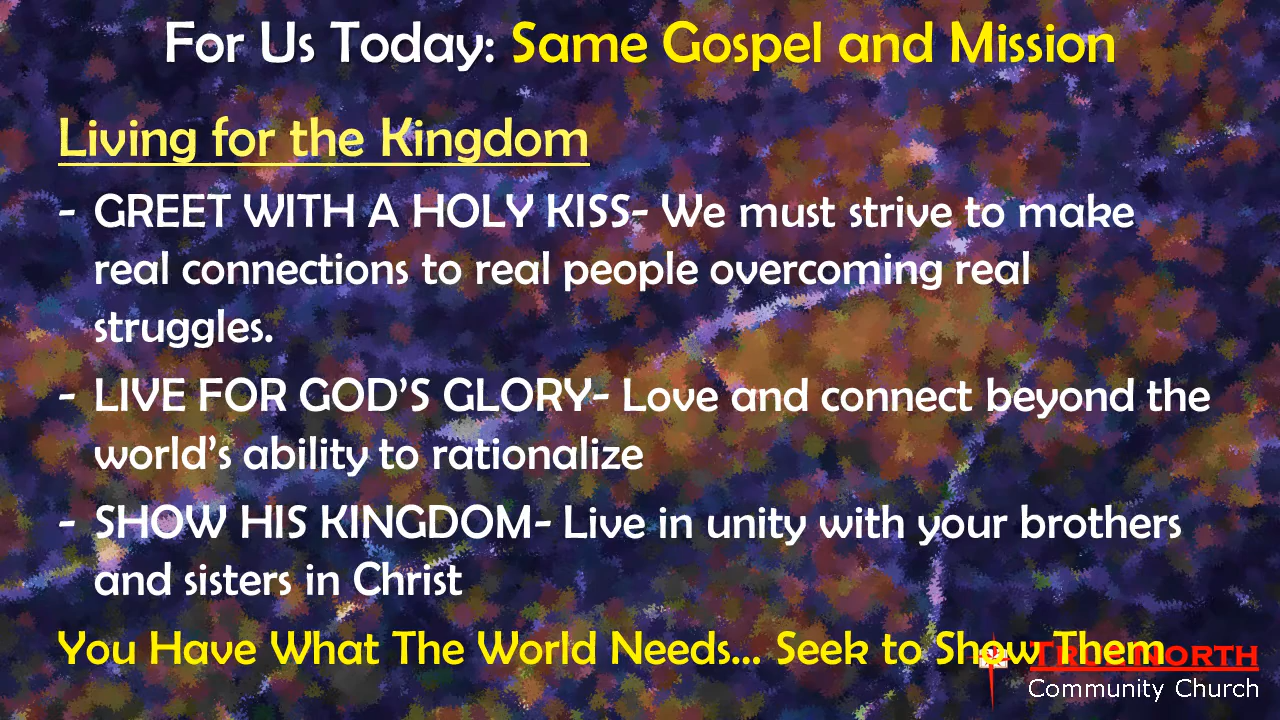 For Us Today: Same Gospel and Mission
Living for the Kingdom
- GREET WITH A HOLY KISS- We must strive to make
real connections to real people overcoming real
struggles.
- LIVE FOR GOD’S GLORY- Love and connect beyond the
world’s ability to rationalize
- SHOW HIS KINGDOM- Live in unity with your brothers
and sisters in Christ
You Have What The World Needs... Seek to Show Them
Community Church